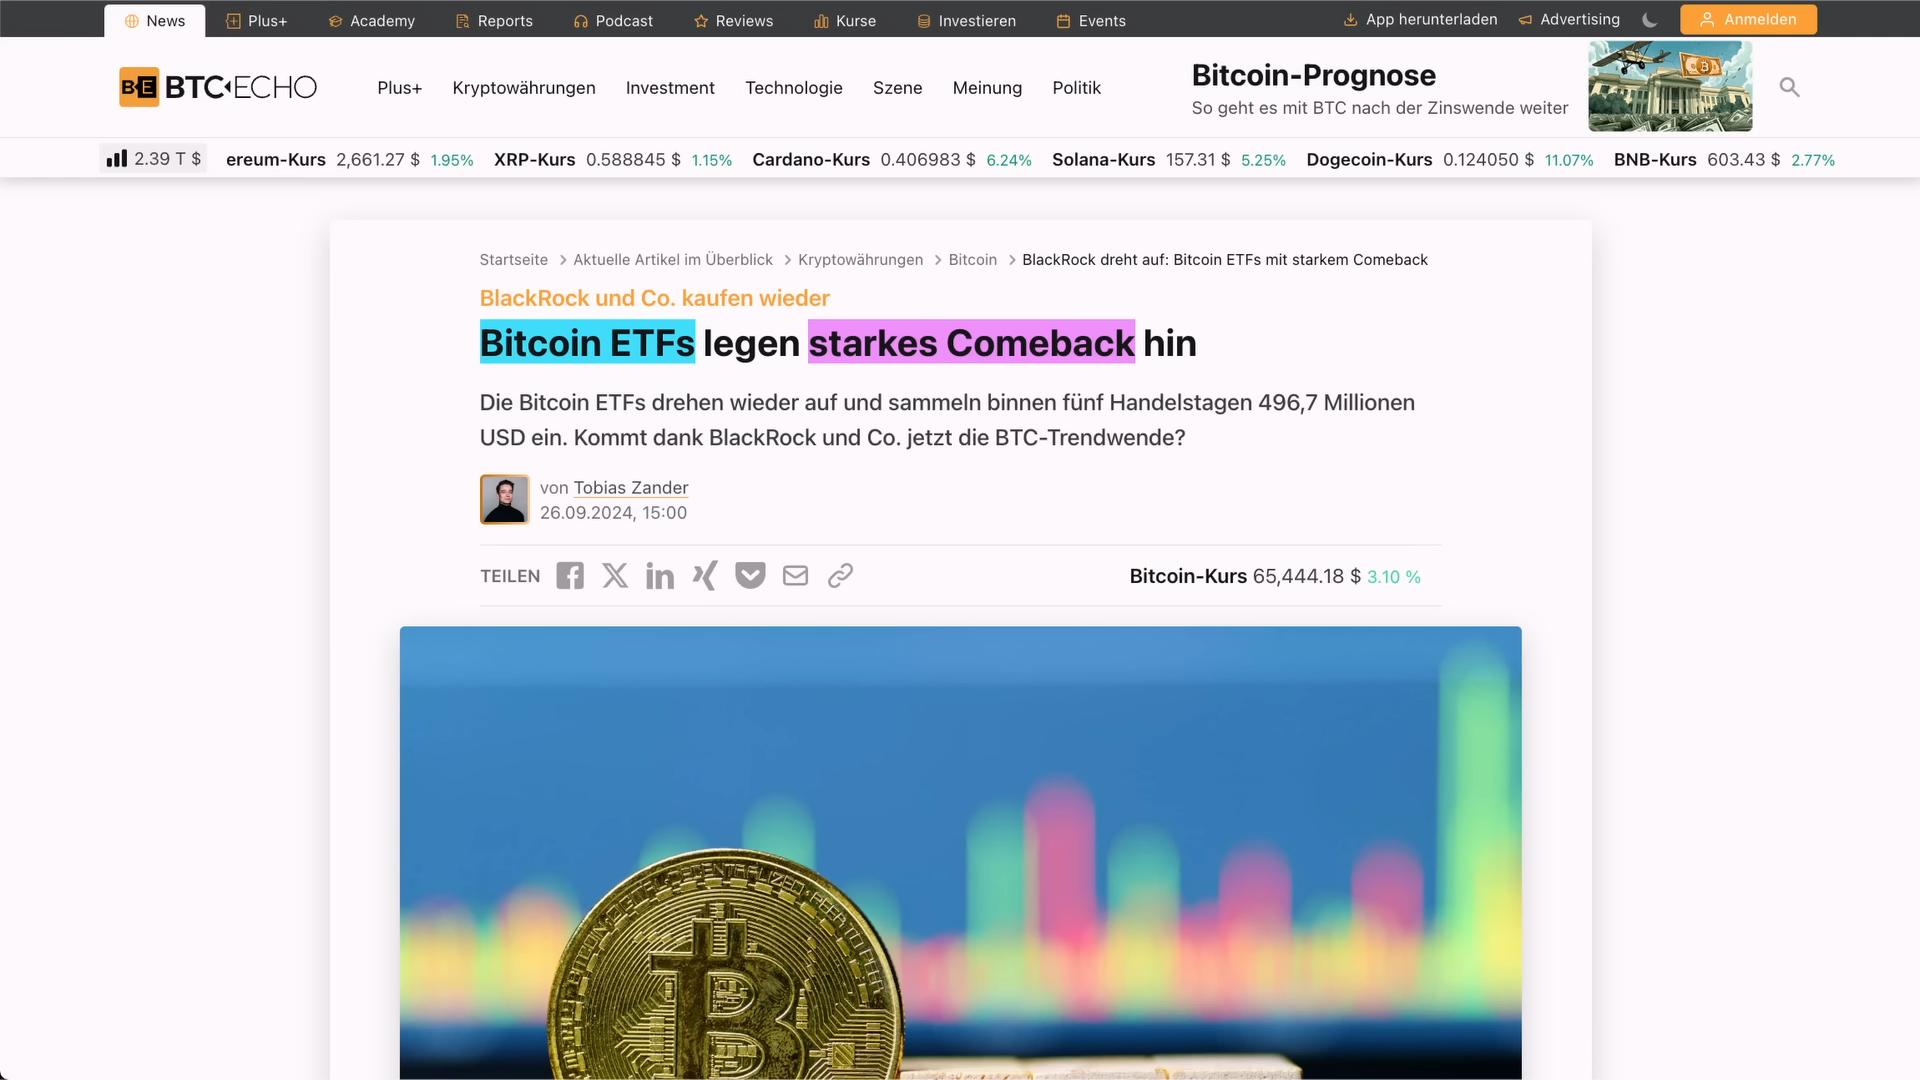 News
Plus+
Academy
Reports
Podcast
Reviews
Kurse
Investieren
Events
App herunterladen
Advertising
Anmelden
BE BTC ECHO
Plus+
Kryptowährungen
Investment
Technologie
Szene
Meinung
Politik
Bitcoin-Prognose
So geht es mit BTC nach der Zinswende weiter
2.39 T $
ereum-Kurs 2,661.27 $ 1.95%
XRP-Kurs 0.588845 $ 1.15%
Cardano-Kurs 0.406983 $ 6.24%
Solana-Kurs 157.31 $ 5.25%
Dogecoin-Kurs 0.124050 $ 11.07%
BNB-Kurs 603.43 $ 2.77%
Startseite > Aktuelle Artikel im Überblick > Kryptowährungen > Bitcoin > BlackRock dreht auf: Bitcoin ETFs mit starkem Comeback
BlackRock und Co. kaufen wieder
Bitcoin ETFs legen starkes Comeback hin
Die Bitcoin ETFs drehen wieder auf und sammeln binnen fünf Handelstagen 496,7 Millionen
USD ein. Kommt dank BlackRock und Co. jetzt die BTC-Trendwende?
von Tobias Zander
26.09.2024, 15:00
TEILEN
Bitcoin-Kurs 65,444.18 $ 3.10 %